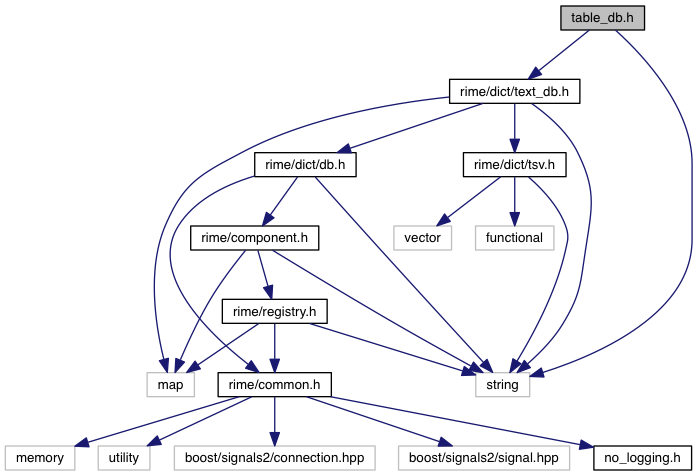 table_db.h
rime/dict/text_db.h
rime/dict/db.h
rime/dict/tsv.h
rime/component.h
vector
functional
rime/registry.h
map
rime/common.h
string
memory
utility
boost/signals2/connection.hpp
boost/signals2/signal.hpp
no_logging.h